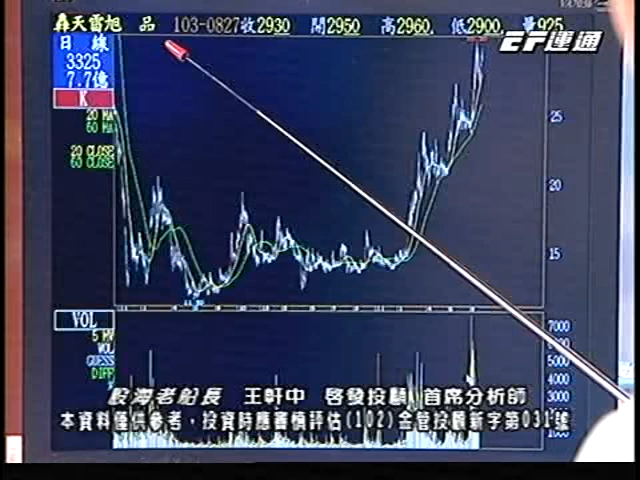 轟天雷旭 品 103-0827收2930 開2950 高2960 低2900 量925
EF運通
日 線
3325
7.7億
K
20 MA
60 MA
20 CLOSE
60 CLOSE
25
20
15
VOL
5 MV
VOL
GUESS
DIFF
7000
6000
5000
4000
3000
2000
1000
股海老船長 王軒中 啓發投顧 首席分析師
本資料僅供參考，投資時應審慎評估(102)金管投顧新字第031號